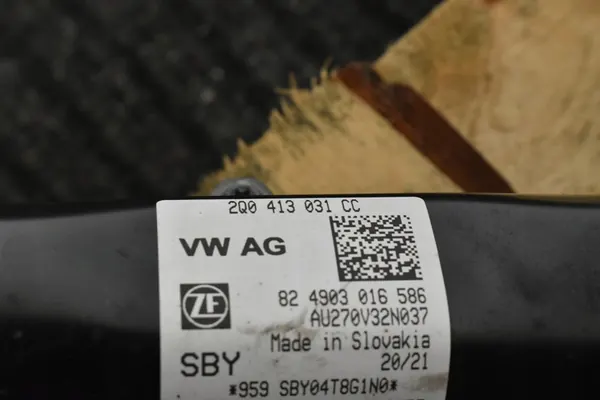 2Q0 413 031 CC
VW AG
ZF
82 4903 016 586
AU270V32N037
Made in Slovakia
SBY 20/21
*959 SBY04T8G1N0*